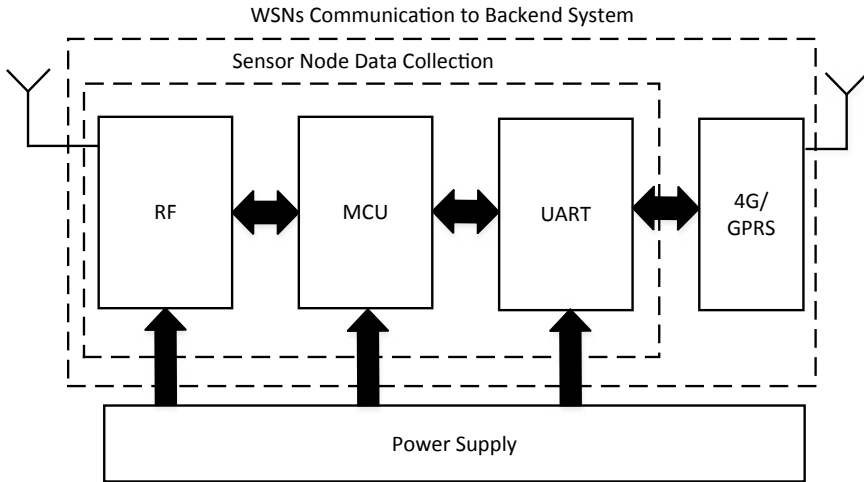 WSNs Communication to Backend System
Sensor Node Data Collection
RF
MCU
UART
4G/
GPRS
Power Supply